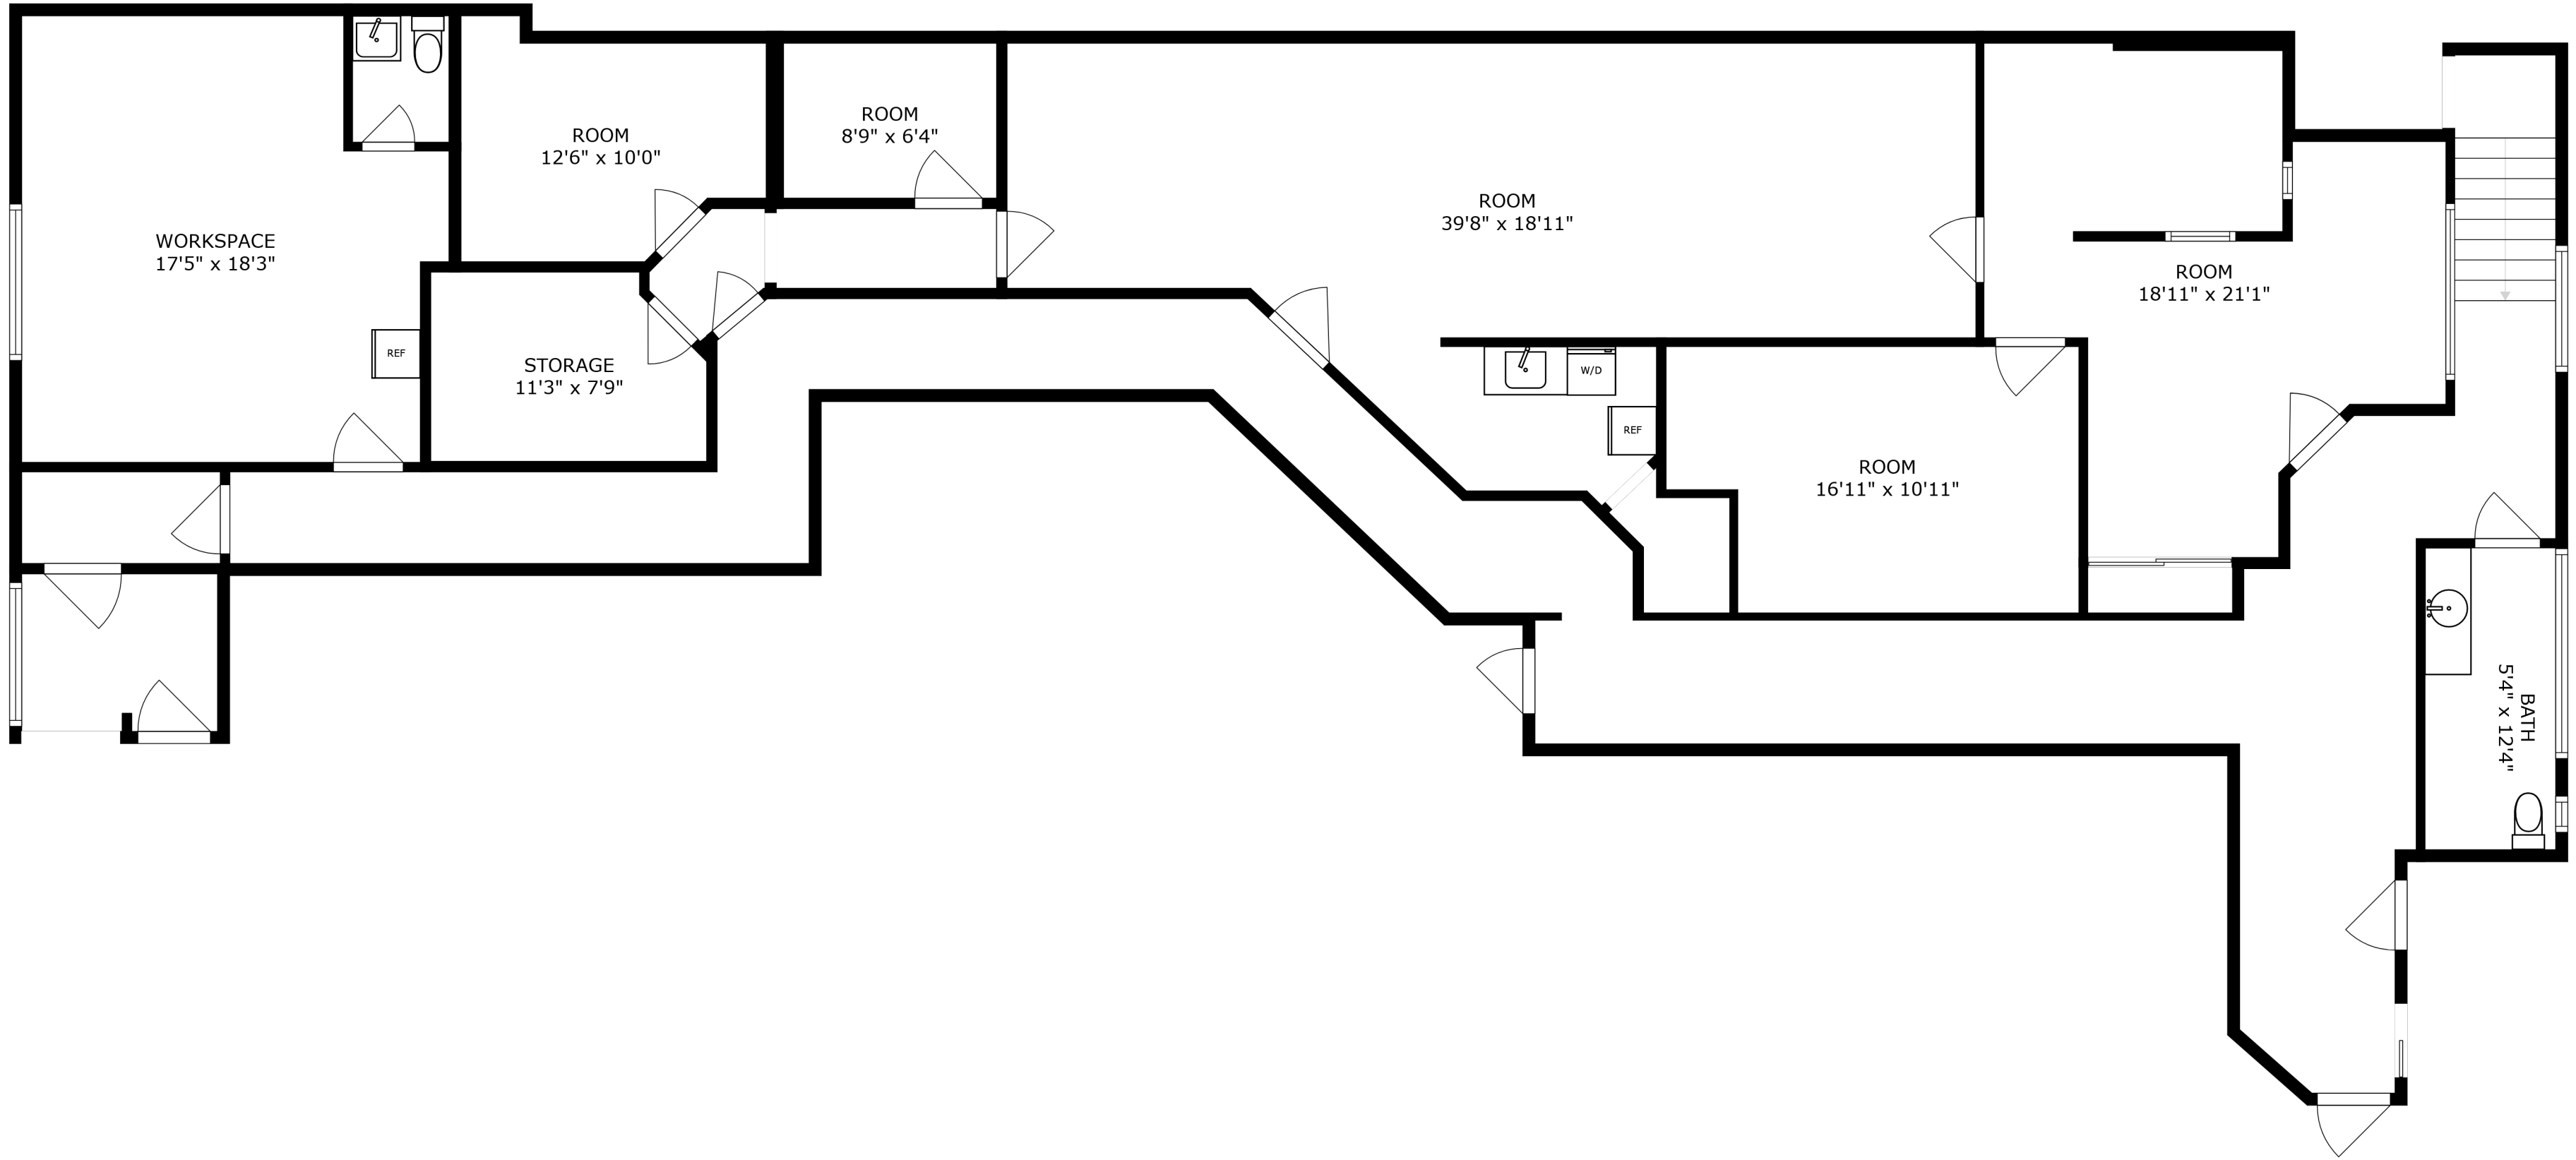 WORKSPACE
17'5" x 18'3"
ROOM
12'6" x 10'0"
ROOM
8'9" x 6'4"
ROOM
39'8" x 18'11"
ROOM
18'11" x 21'1"
REF
STORAGE
11'3" x 7'9"
W/D
REF
ROOM
16'11" x 10'11"
BATH
5'4" x 12'4"